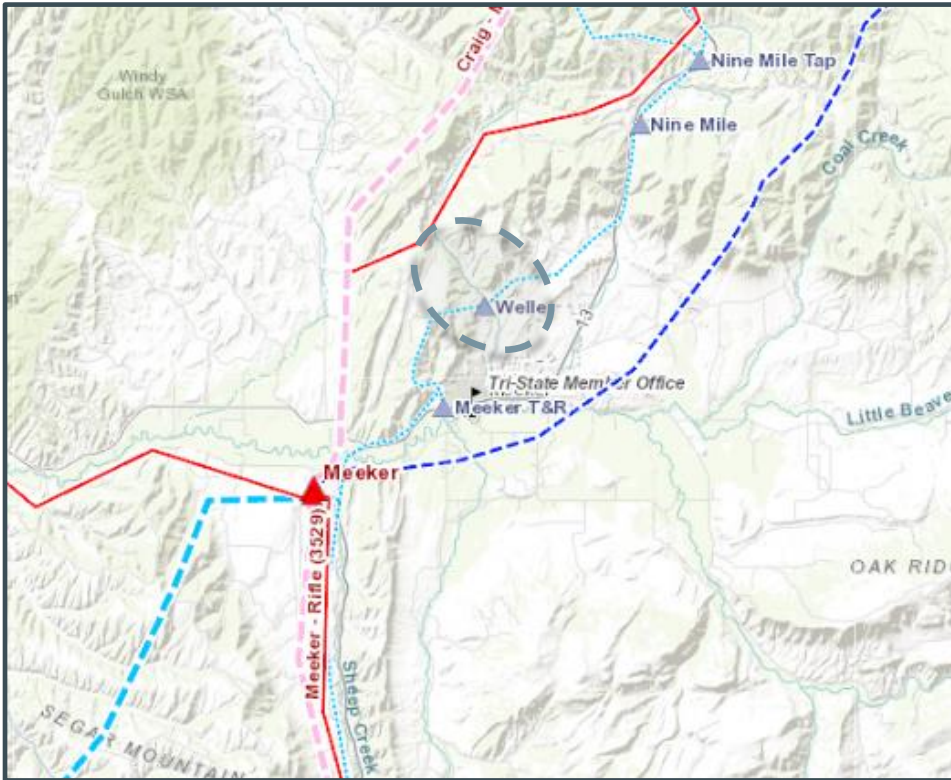 Windy
Gulch WSA
Craig -
Nine Mile Tap
Nine Mile
Coal Creek
Welle
13
Tri-State Member Office
Meeker T&R
Little Beave
Meeker
Meeker - Rifle (3529)
OAK RID
Sheep Creek
SEGAR MOUNTAIN